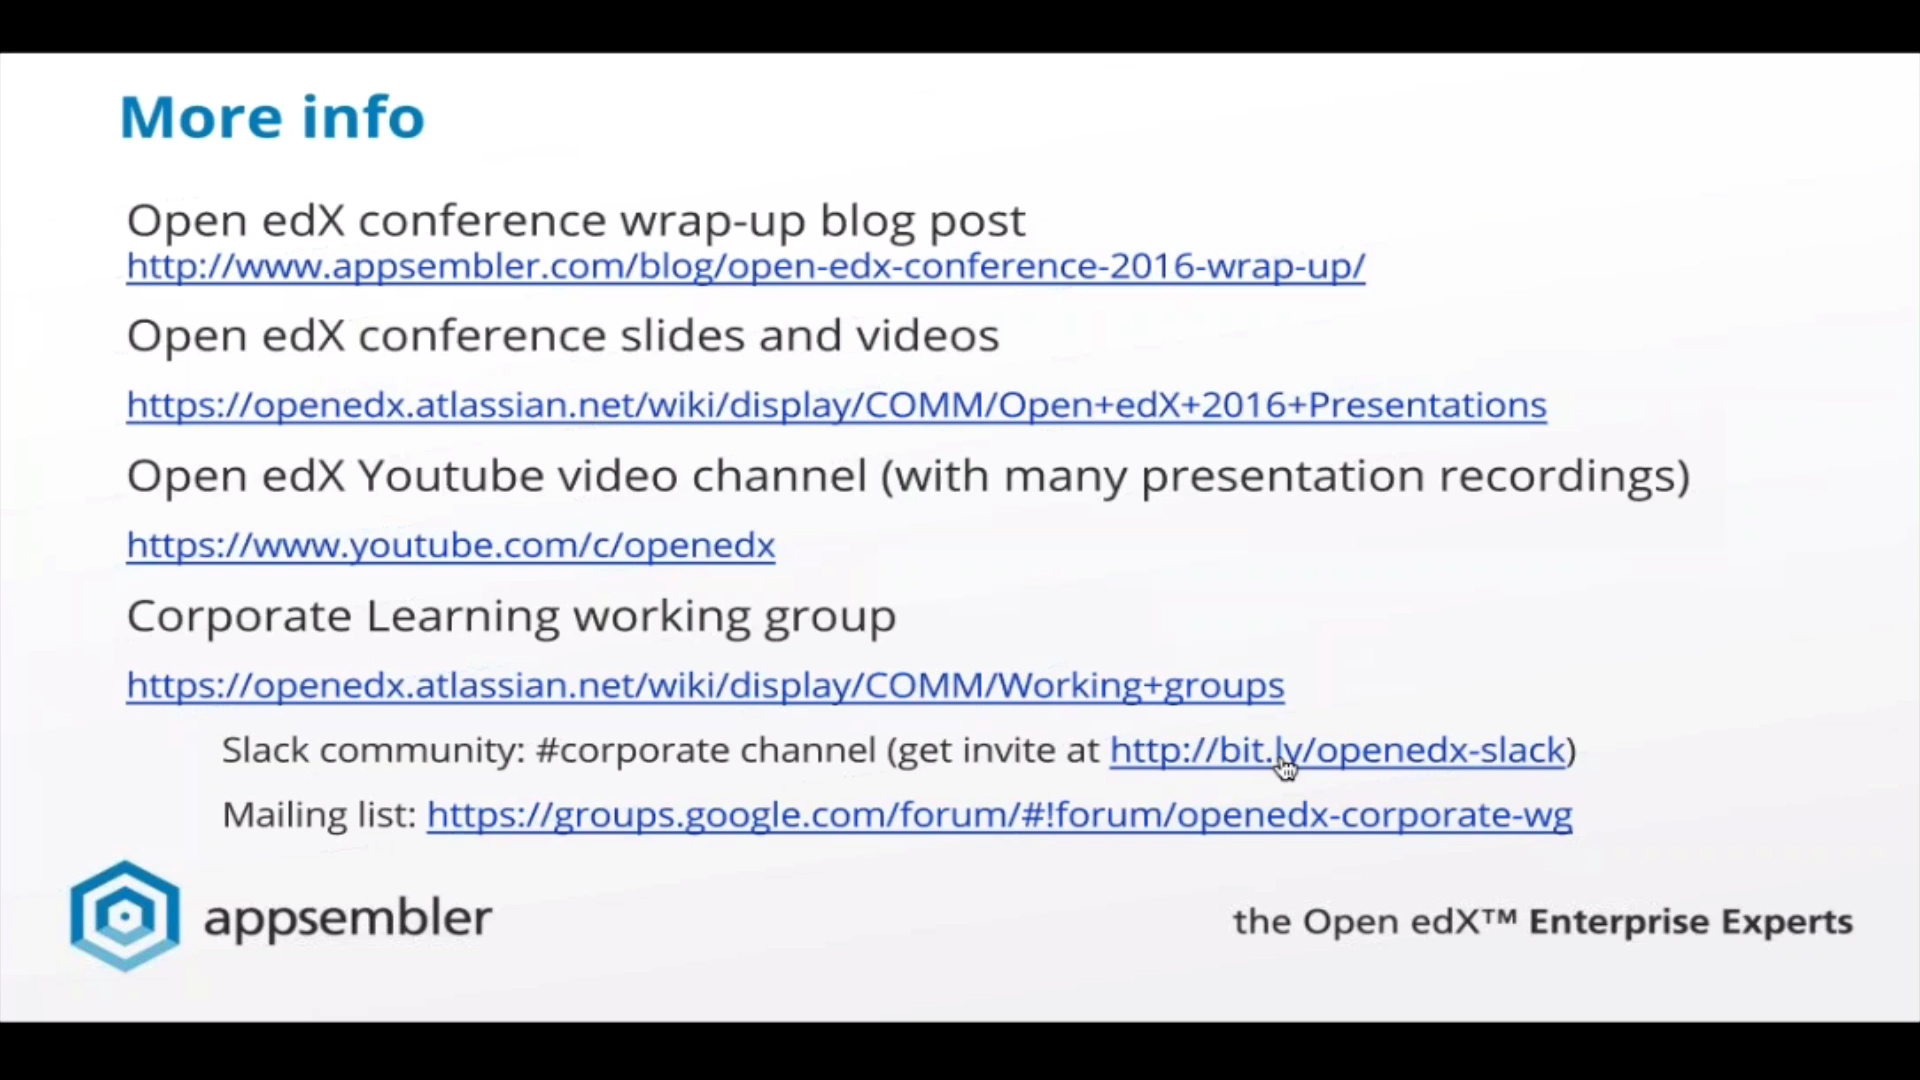 More info
Open edX conference wrap-up blog post
http://www.appsembler.com/blog/open-edx-conference-2016-wrap-up/
Open edX conference slides and videos
https://openedx.atlassian.net/wiki/display/COMM/Open+edX+2016+Presentations
Open edX Youtube video channel (with many presentation recordings)
https://www.youtube.com/c/openedx
Corporate Learning working group
https://openedx.atlassian.net/wiki/display/COMM/Working+groups
Slack community: #corporate channel (get invite at http://bit.ly/openedx-slack)
Mailing list: https://groups.google.com/forum/#!forum/openedx-corporate-wg
appsembler
the Open edX™ Enterprise Experts